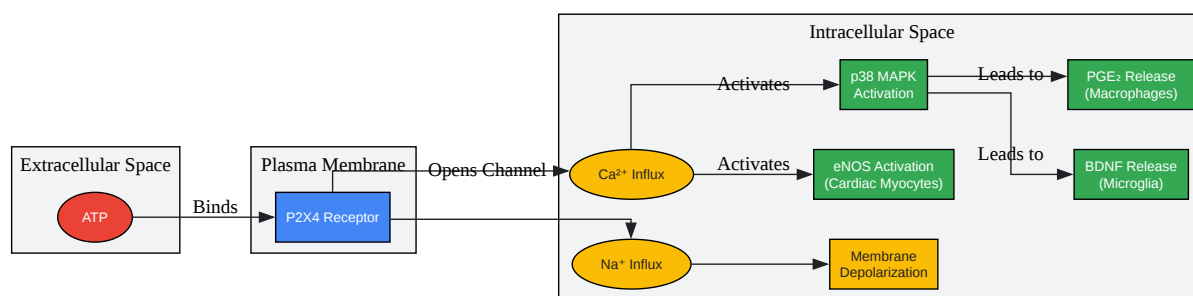 Extracellular Space
ATP
Binds
Plasma Membrane
P2X4 Receptor
Opens Channel
Intracellular Space
Ca²⁺ Influx
Activates
p38 MAPK
Activation
Leads to
PGE₂ Release
(Macrophages)
Activates
eNOS Activation
(Cardiac Myocytes)
Leads to
BDNF Release
(Microglia)
Na⁺ Influx
Membrane
Depolarization